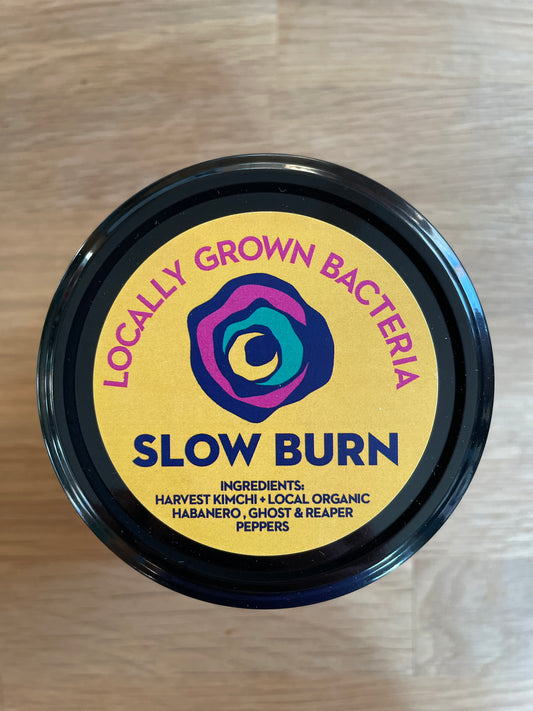 LOCALLY GROWN BACTERIA
SLOW BURN
INGREDIENTS:
HARVEST KIMCHI + LOCAL ORGANIC
HABANERO , GHOST & REAPER
PEPPERS